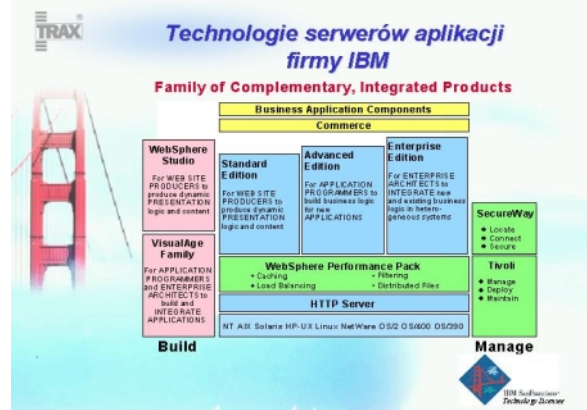 TRAX
Technologie serwerów aplikacji
firmy IBM
Family of Complementary, Integrated Products
Business Application Components
Commerce
WebSphere
Studio
For WEB SITE
PRODUCERS to
produce dynamic
PRESENTATION
logic and content
Standard
Edition
For WEB SITE
PRODUCERS to
produce dynamic
PRESENTATION
logic and content
Advanced
Edition
For APPLICATION
PROGRAMMERS to
build business logic
for new
APPLICATIONS
Enterprise
Edition
For ENTERPRISE
ARCHITECTS to
INTEGRATE new
and existing business
logic in hetero-
geneous systems
SecureWay
◆ Locate
◆ Connect
◆ Secure
VisualAge
Family
For APPLICATION
PROGRAMMERS
and ENTERPRISE
ARCHITECTS to
build and
INTEGRATE
APPLICATIONS
WebSphere Performance Pack
• Caching • Filtering
• Load Balancing • Distributed Files
Tivoli
◆ Manage
◆ Deploy
◆ Maintain
HTTP Server
NT AIX Solaris HP-UX Linux NetWare OS/2 OS/400 OS/390
Build
Manage
IBM SanFrancisco
Technology Licensee